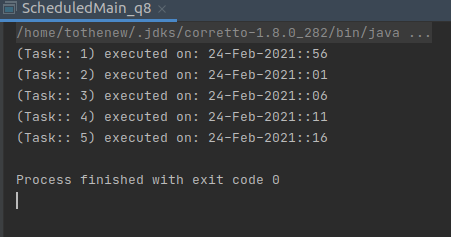 ScheduledMain_q8 ×
/home/tothenew/.jdks/corretto-1.8.0_282/bin/java ...
(Task:: 1) executed on: 24-Feb-2021::56
(Task:: 2) executed on: 24-Feb-2021::01
(Task:: 3) executed on: 24-Feb-2021::06
(Task:: 4) executed on: 24-Feb-2021::11
(Task:: 5) executed on: 24-Feb-2021::16
Process finished with exit code 0